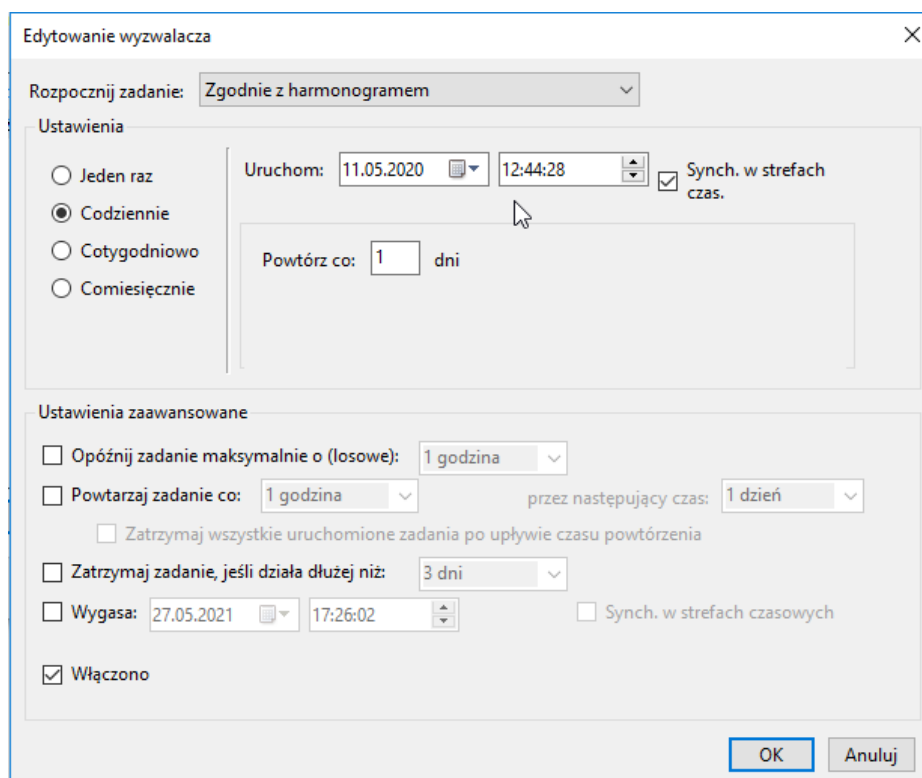 Edytowanie wyzwalacza
Rozpocznij zadanie: Zgodnie z harmonogramem
Ustawienia
Jeden raz
Codziennie
Cotygodniowo
Comiesięcznie
Uruchom: 11.05.2020 12:44:28 Synch. w strefach
czas.
Powtórz co: 1 dni
Ustawienia zaawansowane
Opóźnij zadanie maksymalnie o (losowe): 1 godzina
Powtarzaj zadanie co: 1 godzina przez następujący czas: 1 dzień
Zatrzymaj wszystkie uruchomione zadania po upływie czasu powtórzenia
Zatrzymaj zadanie, jeśli działa dłużej niż: 3 dni
Wygasa: 27.05.2021 17:26:02 Synch. w strefach czasowych
Włączono
OK Anuluj